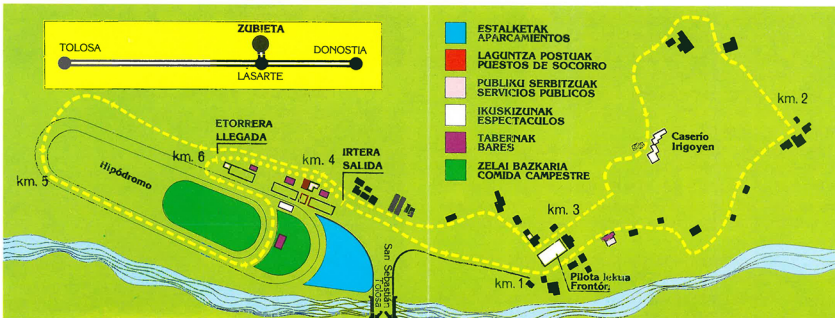 ZUBIETA
TOLOSA
DONOSTIA
LASARTE
ESTALKETAK
APARCAMIENTOS
LAGUNTZA POSTUAK
PUESTOS DE SOCORRO
PUBLIKU SERBITZUAK
SERVICIOS PUBLICOS
IKUSKIZUNAK
ESPECTACULOS
TABERNAK
BARES
ZELAI BAZKARIA
COMIDA CAMPESTRE
ETORRERA
LLEGADA
IRTERA
SALIDA
km. 6
km. 4
km. 5
Hipódromo
km. 2
Caserío
Irigoyen
km. 3
km. 1
Pilota lekua
Frontón
San Sebastián
Tolosa